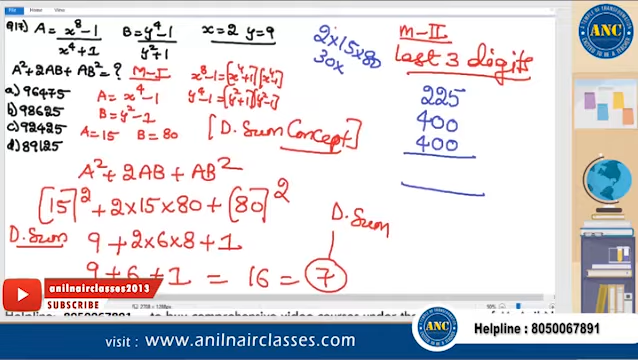 Q17) A = x⁸-1 / x⁴+1 B = y⁴-1 / y²+1 x=2 y=9
A²+2AB+AB²=? M-I
a) 96475
b) 98625
c) 92425
d) 89125
x⁸-1=[x⁴+1][x⁴-1]
y⁴-1=[y²+1][y²-1]
A = x⁴-1
B = y²-1
A=15 B=80
[D. Sum Concept]
A²+2AB+AB²
[15]²+2×15×80+[80]²
D. Sum 9+2×6×8+1
9+6+1 = 16 = 7
D. Sum
2×15×80
30×
M-II
Last 3 digits
225
400
400
ANC
anilnairclasses2013
SUBSCRIBE
visit : www.anilnairclasses.com
ANC
Helpline : 8050067891